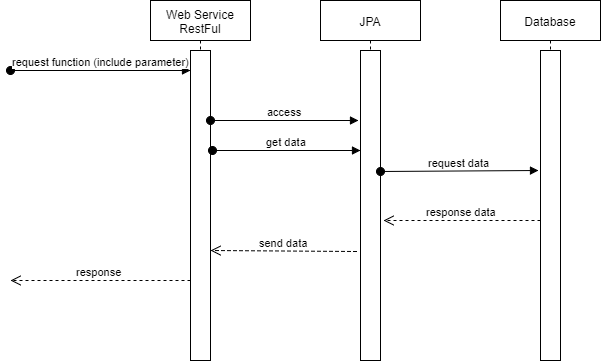 Web Service
RestFul
JPA
Database
request function (include parameter)
access
get data
request data
response data
send data
response